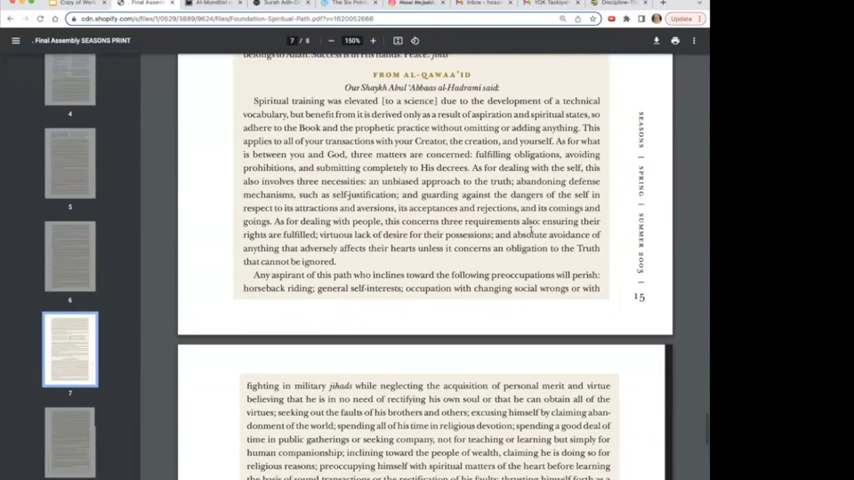 Copy of Work
. Final Assem
Al-Mundhiri
Surah Adh-D
The Six Point
Inbox - hosse
YOK Tazkiyah
Discipline-Th
cdn.shopify.com/s/files/1/0529/3889/9624/files/Foundation-Spiritual-Path.pdf?v=1620052666
Update
. Final Assembly SEASONS PRINT
7 / 8
150%
4
5
6
7
belongs to Allah. Success is in His hands. Peace.
FROM AL-QAWAA'ID
Our Shaykh Abul 'Abbaas al-Hadrami said:
Spiritual training was elevated [to a science] due to the development of a technical
vocabulary, but benefit from it is derived only as a result of aspiration and spiritual states, so
adhere to the Book and the prophetic practice without omitting or adding anything. This
applies to all of your transactions with your Creator, the creation, and yourself. As for what
is between you and God, three matters are concerned: fulfilling obligations, avoiding
prohibitions, and submitting completely to His decrees. As for dealing with the self, this
also involves three necessities: an unbiased approach to the truth; abandoning defense
mechanisms, such as self-justification; and guarding against the dangers of the self in
respect to its attractions and aversions, its acceptances and rejections, and its comings and
goings. As for dealing with people, this concerns three requirements also: ensuring their
rights are fulfilled; virtuous lack of desire for their possessions; and absolute avoidance of
anything that adversely affects their hearts unless it concerns an obligation to the Truth
that cannot be ignored.
Any aspirant of this path who inclines toward the following preoccupations will perish:
horseback riding; general self-interests; occupation with changing social wrongs or with
SEASONS | SPRING | SUMMER 2003 |
15
fighting in military jihads while neglecting the acquisition of personal merit and virtue
believing that he is in no need of rectifying his own soul or that he can obtain all of the
virtues; seeking out the faults of his brothers and others; excusing himself by claiming aban-
donment of the world; spending all of his time in religious devotion; spending a good deal of
time in public gatherings or seeking company, not for teaching or learning but simply for
human companionship; inclining toward the people of wealth, claiming he is doing so for
religious reasons; preoccupying himself with spiritual matters of the heart before learning
the basis of sound transactions or the rectification of his faults; thrusting himself forth as a